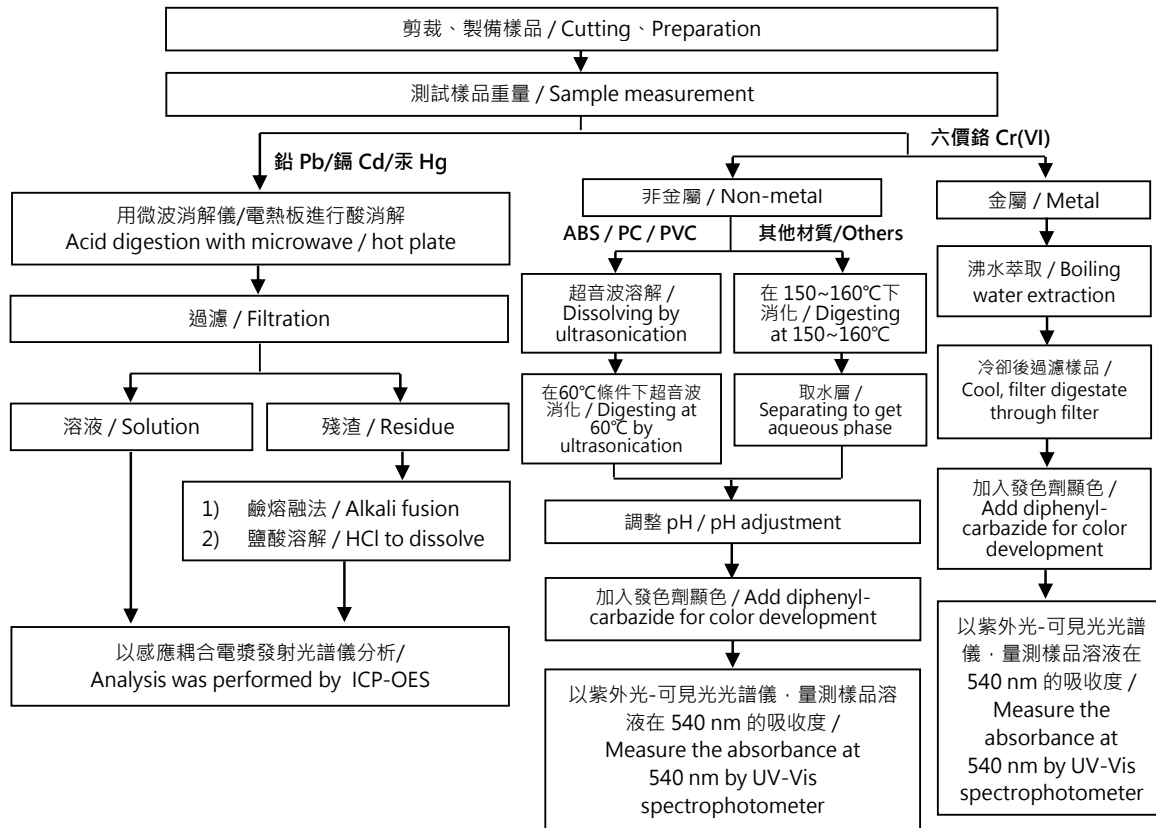 剪裁、製備樣品 / Cutting、Preparation
測試樣品重量 / Sample measurement
鉛 Pb/鎘 Cd/汞 Hg
六價鉻 Cr(VI)
用微波消解儀/電熱板進行酸消解
Acid digestion with microwave / hot plate
過濾 / Filtration
溶液 / Solution
殘渣 / Residue
1) 鹼熔融法 / Alkali fusion
2) 鹽酸溶解 / HCl to dissolve
以感應耦合電漿發射光譜儀分析/
Analysis was performed by ICP-OES
非金屬 / Non-metal
ABS / PC / PVC
其他材質/Others
超音波溶解 /
Dissolving by
ultrasonication
在 150~160℃下
消化 / Digesting
at 150~160℃
在60℃條件下超音波
消化 / Digesting at
60℃ by
ultrasonication
取水層 /
Separating to get
aqueous phase
調整 pH / pH adjustment
加入發色劑顯色 / Add diphenyl-
carbazide for color development
以紫外光-可見光光譜儀，量測樣品溶
液在 540 nm 的吸收度 /
Measure the absorbance at
540 nm by UV-Vis
spectrophotometer
金屬 / Metal
沸水萃取 / Boiling
water extraction
冷卻後過濾樣品 /
Cool, filter digestate
through filter
加入發色劑顯色 /
Add diphenyl-
carbazide for color
development
以紫外光-可見光光譜
儀，量測樣品溶液在
540 nm 的吸收度 /
Measure the
absorbance at
540 nm by UV-Vis
spectrophotometer